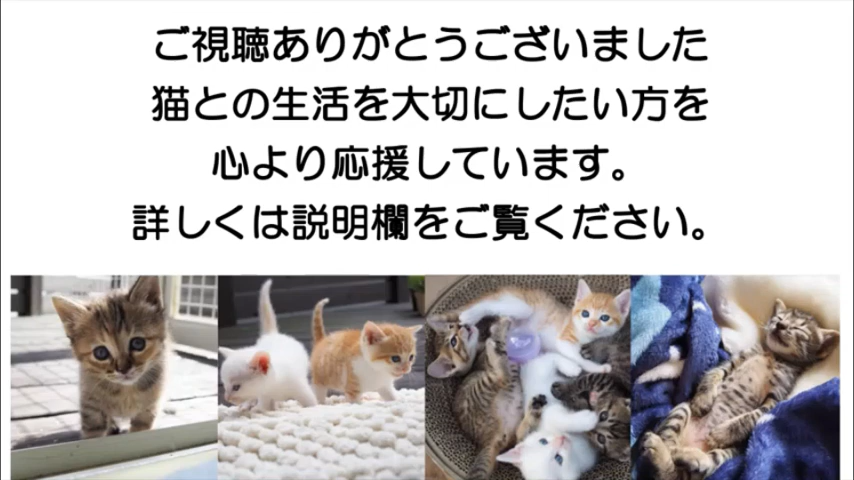 ご視聴ありがとうございました
猫との生活を大切にしたい方を
心より応援しています。
詳しくは説明欄をご覧ください。